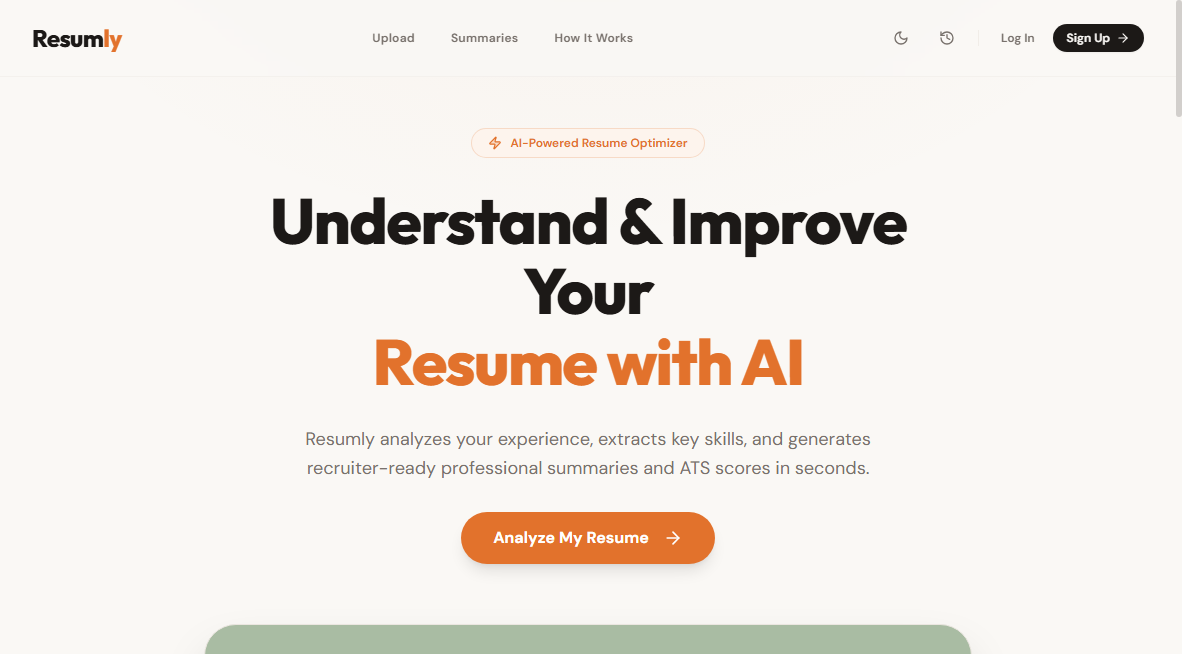 Resumly
Upload
Summaries
How It Works
Log In
Sign Up
AI-Powered Resume Optimizer
Understand & Improve
Your
Resume with AI
Resumly analyzes your experience, extracts key skills, and generates
recruiter-ready professional summaries and ATS scores in seconds.
Analyze My Resume